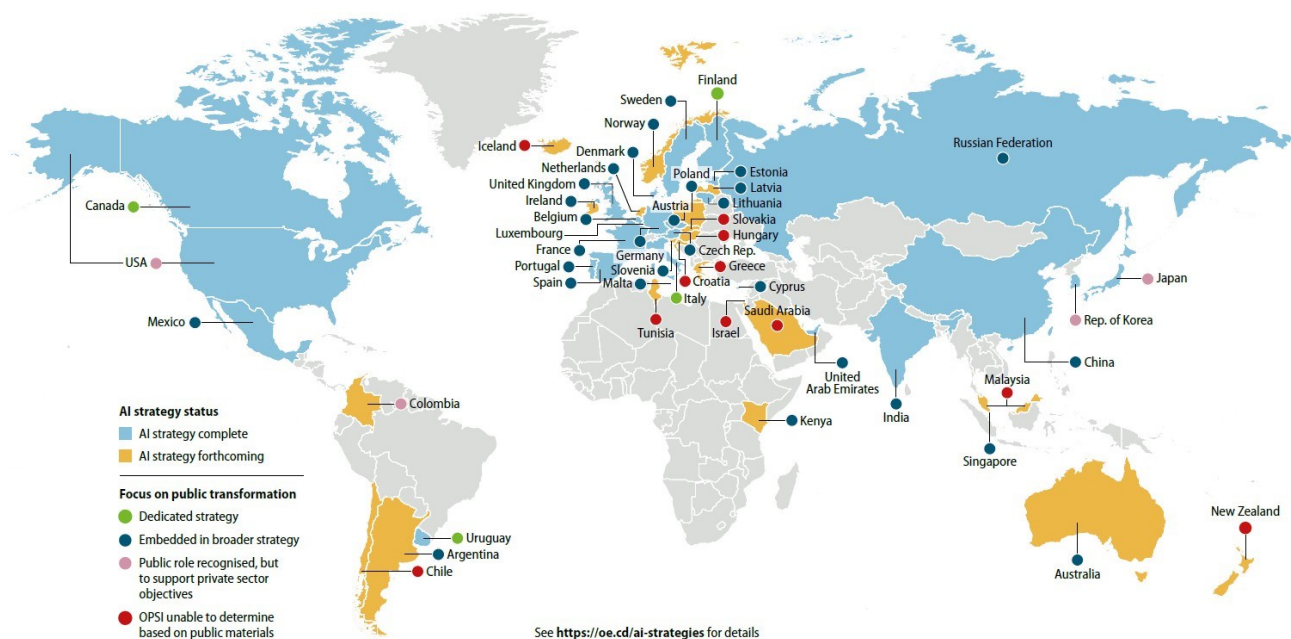 Finland
Sweden
Norway
Iceland
Denmark
Netherlands
Poland
Estonia
Russian Federation
United Kingdom
Latvia
Ireland
Austria
Lithuania
Canada
Belgium
Slovakia
Luxembourg
Hungary
France
Germany
Czech Rep.
USA
Portugal
Slovenia
Greece
Spain
Malta
Croatia
Cyprus
Japan
Italy
Saudi Arabia
Mexico
Tunisia
Israel
Rep. of Korea
United
Arab Emirates
China
Malaysia
India
Colombia
Kenya
Singapore
AI strategy status
AI strategy complete
AI strategy forthcoming
Focus on public transformation
Dedicated strategy
Embedded in broader strategy
Public role recognised, but
to support private sector
objectives
OPSI unable to determine
based on public materials
Uruguay
Argentina
Chile
New Zealand
Australia
See https://oe.cd/ai-strategies for details